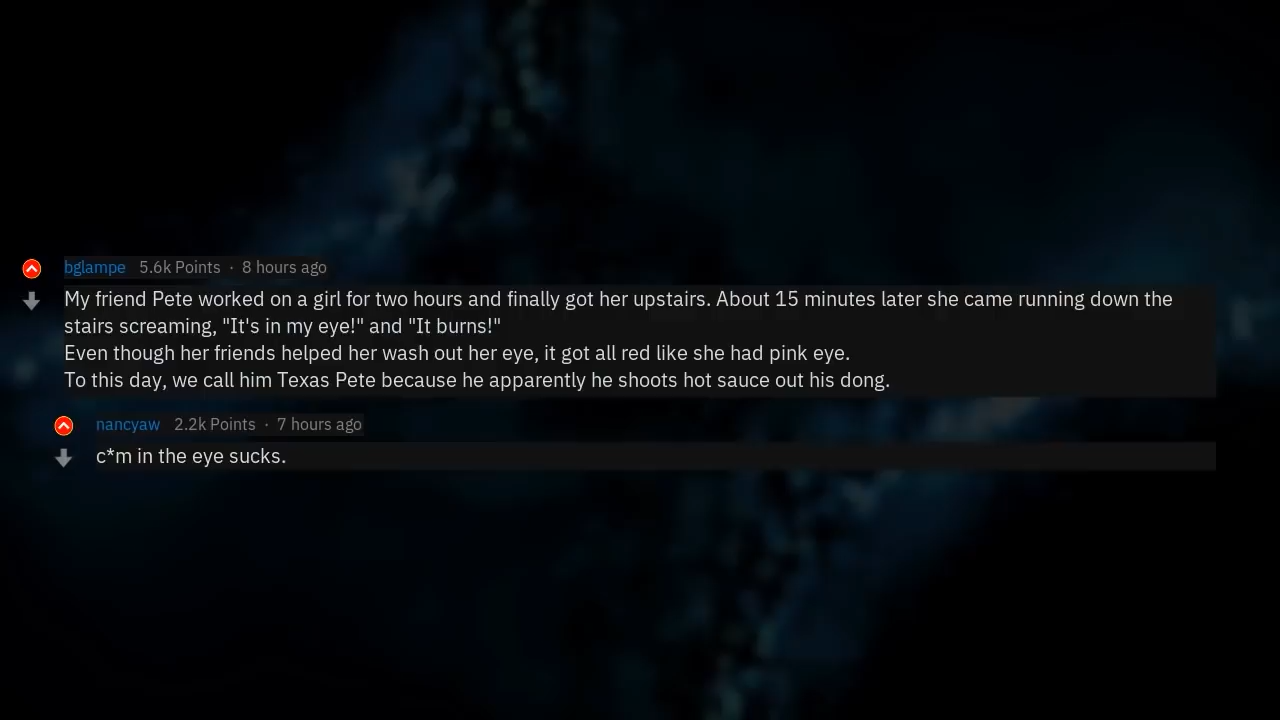 bglampe 5.6k Points · 8 hours ago
My friend Pete worked on a girl for two hours and finally got her upstairs. About 15 minutes later she came running down the
stairs screaming, "It's in my eye!" and "It burns!"
Even though her friends helped her wash out her eye, it got all red like she had pink eye.
To this day, we call him Texas Pete because he apparently he shoots hot sauce out his dong.
nancyaw 2.2k Points · 7 hours ago
c*m in the eye sucks.